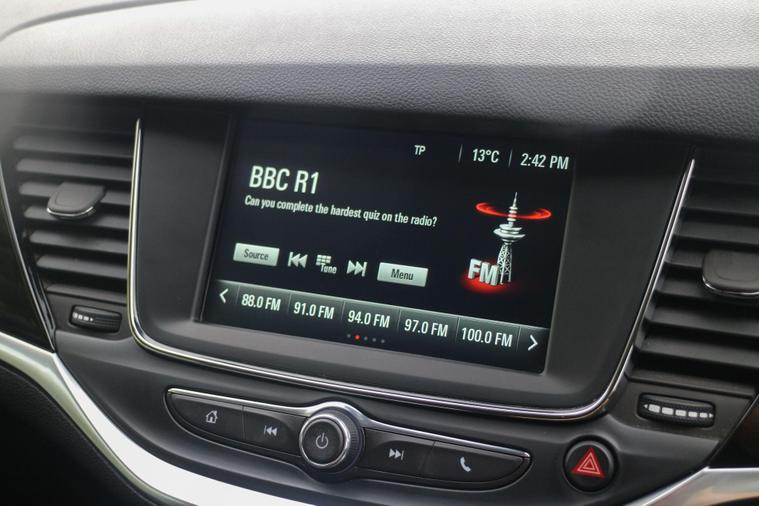 TP 13°C 2:42 PM
BBC R1
Can you complete the hardest quiz on the radio?
Source Tune Menu
FM
88.0 FM 91.0 FM 94.0 FM 97.0 FM 100.0 FM